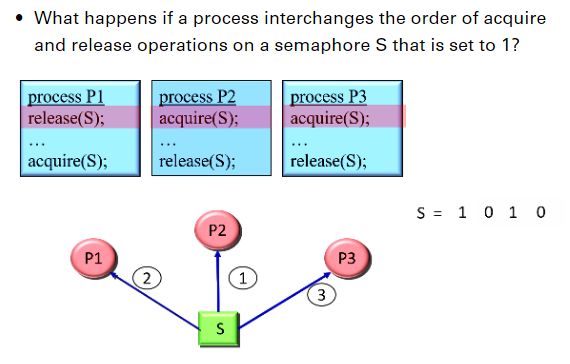 • What happens if a process interchanges the order of acquire
and release operations on a semaphore S that is set to 1?
process P1
release(S);
...
acquire(S);
process P2
acquire(S);
...
release(S);
process P3
acquire(S);
...
release(S);
S = 1 0 1 0
P2
P1
P3
2
1
3
S